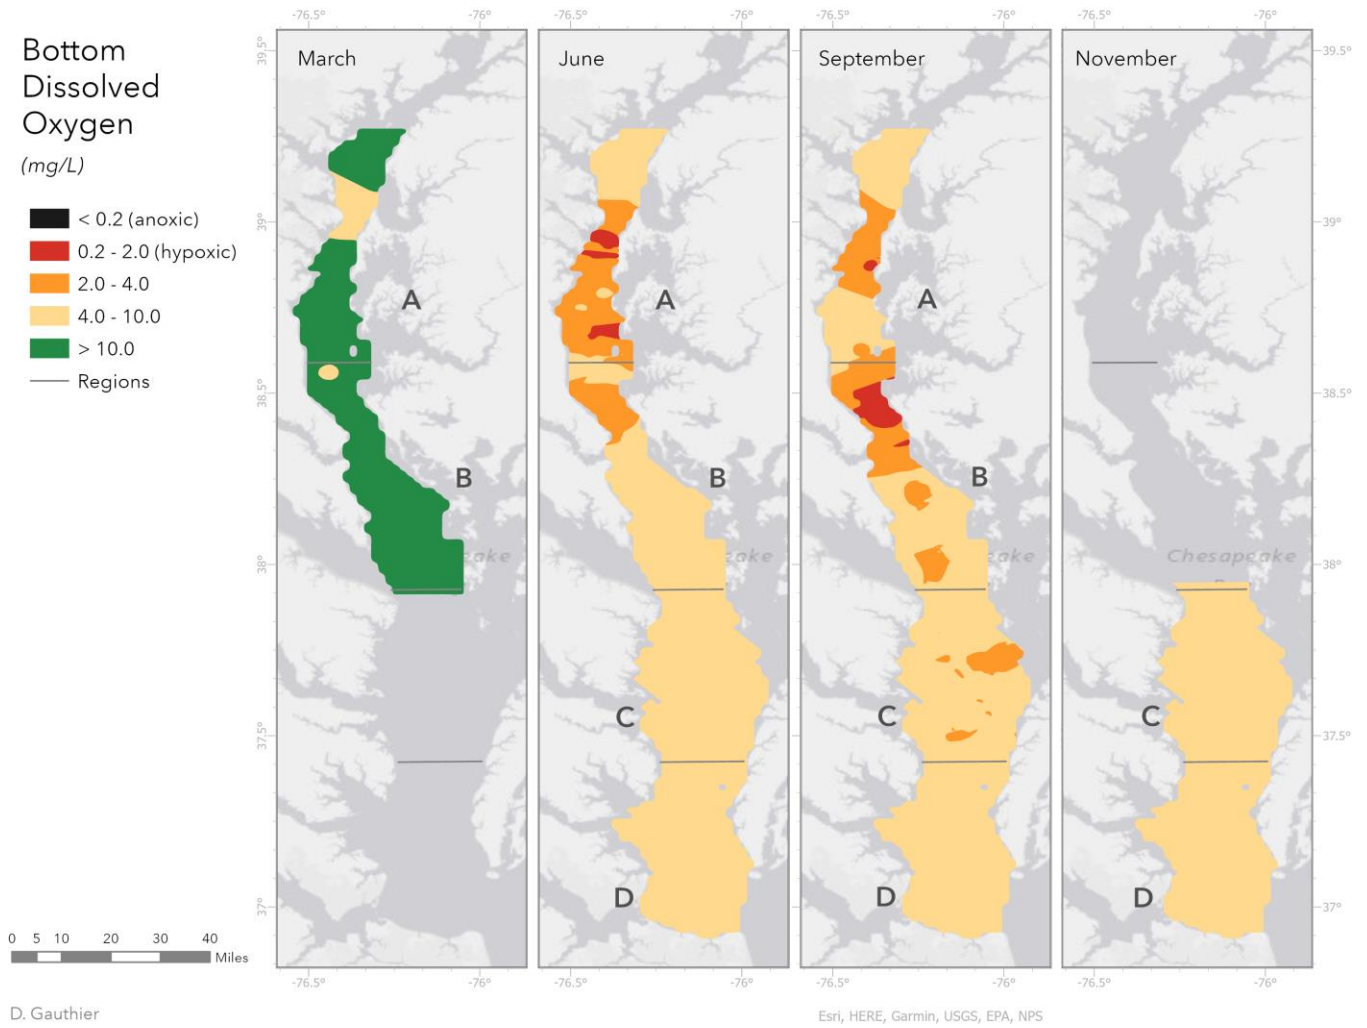 Bottom
Dissolved
Oxygen
(mg/L)
< 0.2 (anoxic)
0.2 - 2.0 (hypoxic)
2.0 - 4.0
4.0 - 10.0
> 10.0
Regions
0 5 10 20 30 40
Miles
D. Gauthier
-76.5° -76° -76.5° -76° -76.5° -76° -76.5° -76°
39.5°
39°
38.5°
38°
37.5°
37°
March
A
B
ake
June
A
B
ake
C
D
September
A
B
ake
C
D
November
Chesapeake
C
D
39.5°
39°
38.5°
38°
37.5°
37°
-76.5° -76° -76.5° -76° -76.5° -76° -76.5° -76°
Esri, HERE, Garmin, USGS, EPA, NPS